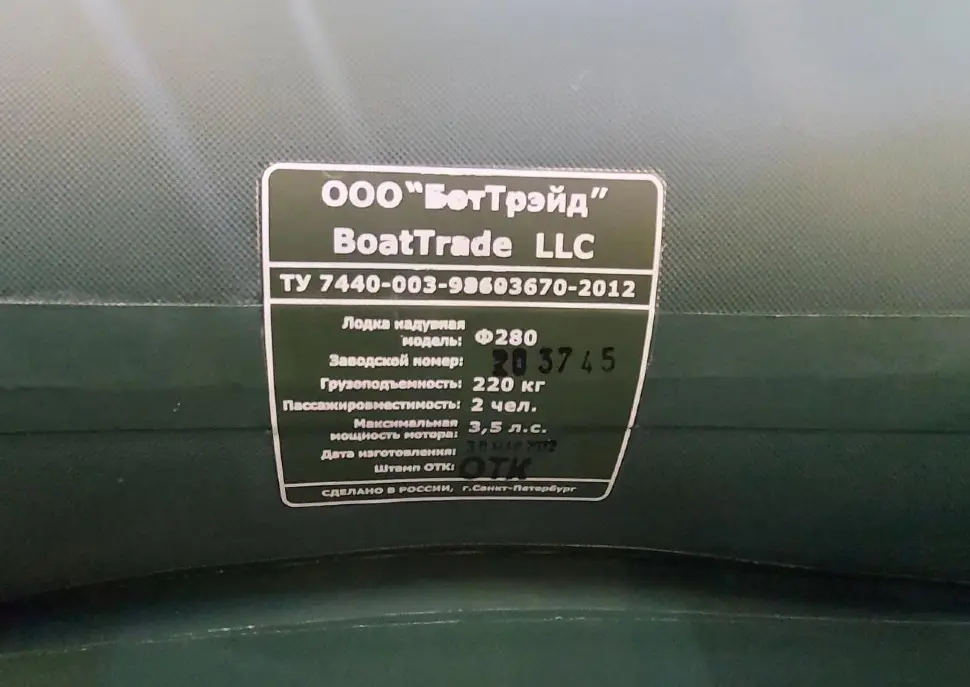 ООО "БотТрэйд"
BoatTrade LLC
ТУ 7440-003-98603670-2012
Лодка надувная
модель: Ф280
Заводской номер: 203745
Грузоподъемность: 220 кг
Пассажировместимость: 2 чел.
Максимальная
мощность мотора: 3,5 л.с.
Дата изготовления:
Штамп ОТК: ОТК
СДЕЛАНО В РОССИИ, г.Санкт-Петербург